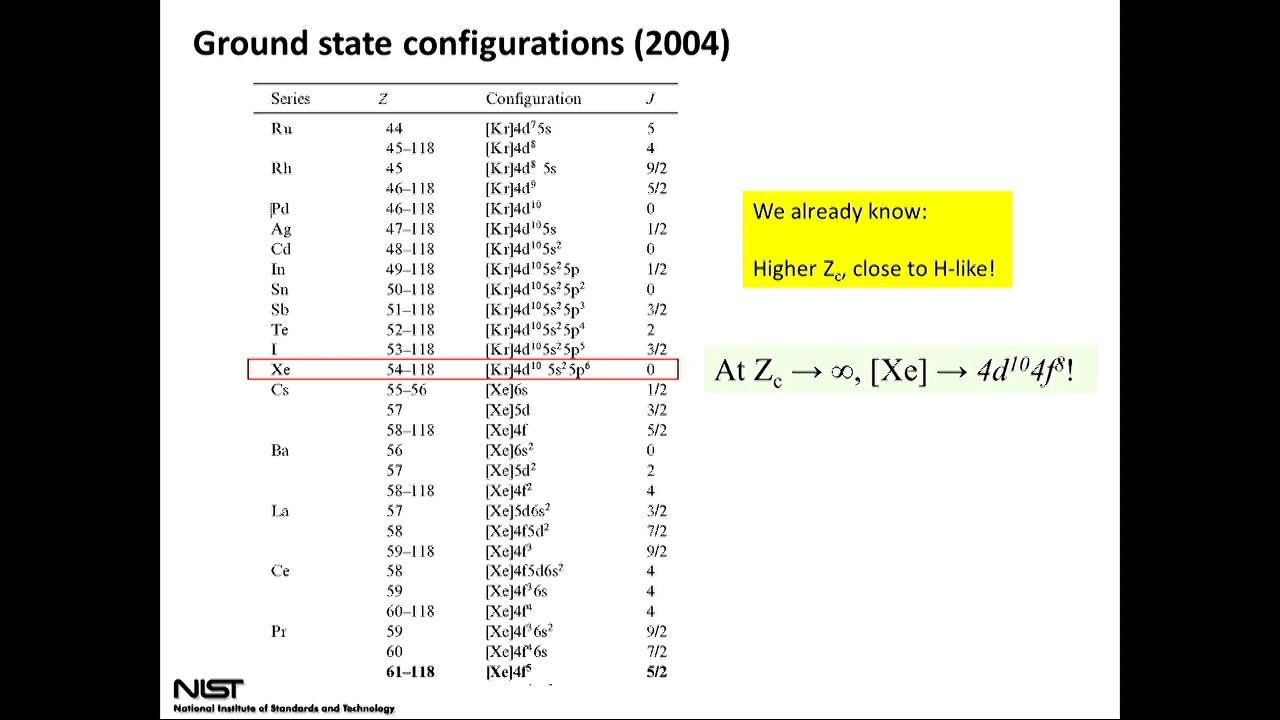 Ground state configurations (2004)
Series Z Configuration J
Ru 44 [Kr]4d⁷5s 5
45–118 [Kr]4d⁸ 4
Rh 45 [Kr]4d⁸ 5s 9/2
46–118 [Kr]4d⁹ 5/2
Pd 46–118 [Kr]4d¹⁰ 0
Ag 47–118 [Kr]4d¹⁰5s 1/2
Cd 48–118 [Kr]4d¹⁰5s² 0
In 49–118 [Kr]4d¹⁰5s²5p 1/2
Sn 50–118 [Kr]4d¹⁰5s²5p² 0
Sb 51–118 [Kr]4d¹⁰5s²5p³ 3/2
Te 52–118 [Kr]4d¹⁰5s²5p⁴ 2
I 53–118 [Kr]4d¹⁰5s²5p⁵ 3/2
Xe 54–118 [Kr]4d¹⁰ 5s²5p⁶ 0
Cs 55–56 [Xe]6s 1/2
57 [Xe]5d 3/2
58–118 [Xe]4f 5/2
Ba 56 [Xe]6s² 0
57 [Xe]5d² 2
58–118 [Xe]4f² 4
La 57 [Xe]5d6s² 3/2
58 [Xe]4f5d² 7/2
59–118 [Xe]4f³ 9/2
Ce 58 [Xe]4f5d6s² 4
59 [Xe]4f³6s 4
60–118 [Xe]4f⁴ 4
Pr 59 [Xe]4f³6s² 9/2
60 [Xe]4f⁴6s 7/2
61–118 [Xe]4f⁵ 5/2
We already know:
Higher Z꜀, close to H-like!
At Z꜀ → ∞, [Xe] → 4d¹⁰4f⁸!
NIST
National Institute of Standards and Technology